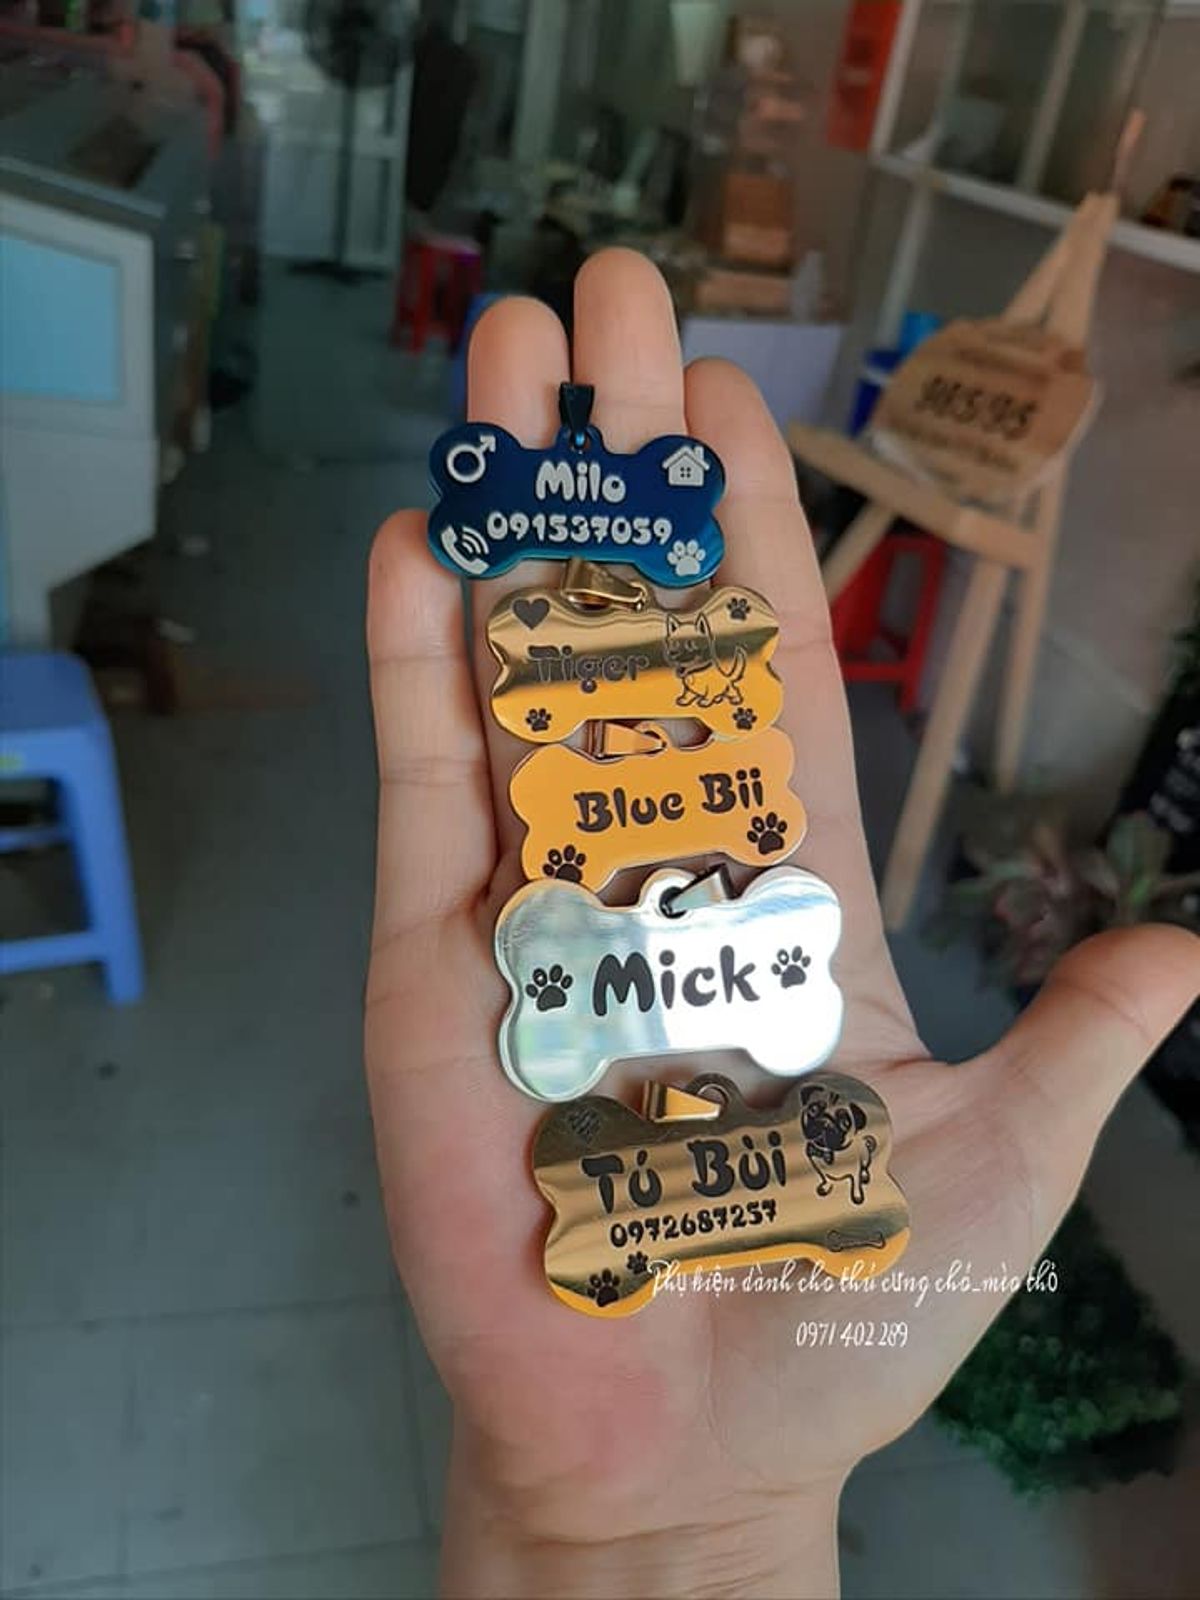 Milo
091537059
Tiger
Blue Bii
Mick
Tú Bùi
0972687257
Phụ kiện dành cho thú cưng chó_mèo thỏ
0971 402 289